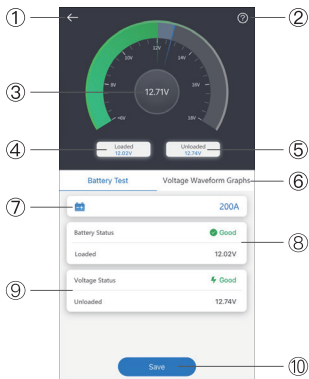 ① ②
12V
10V 14V
8V 16V
<6V 18V
③ 12.71V
④ Loaded Unloaded ⑤
12.02V 12.74V
Battery Test Voltage Waveform Graphs ⑥
⑦ 200A
Battery Status Good ⑧
Loaded 12.02V
⑨ Voltage Status Good
Unloaded 12.74V
Save ⑩